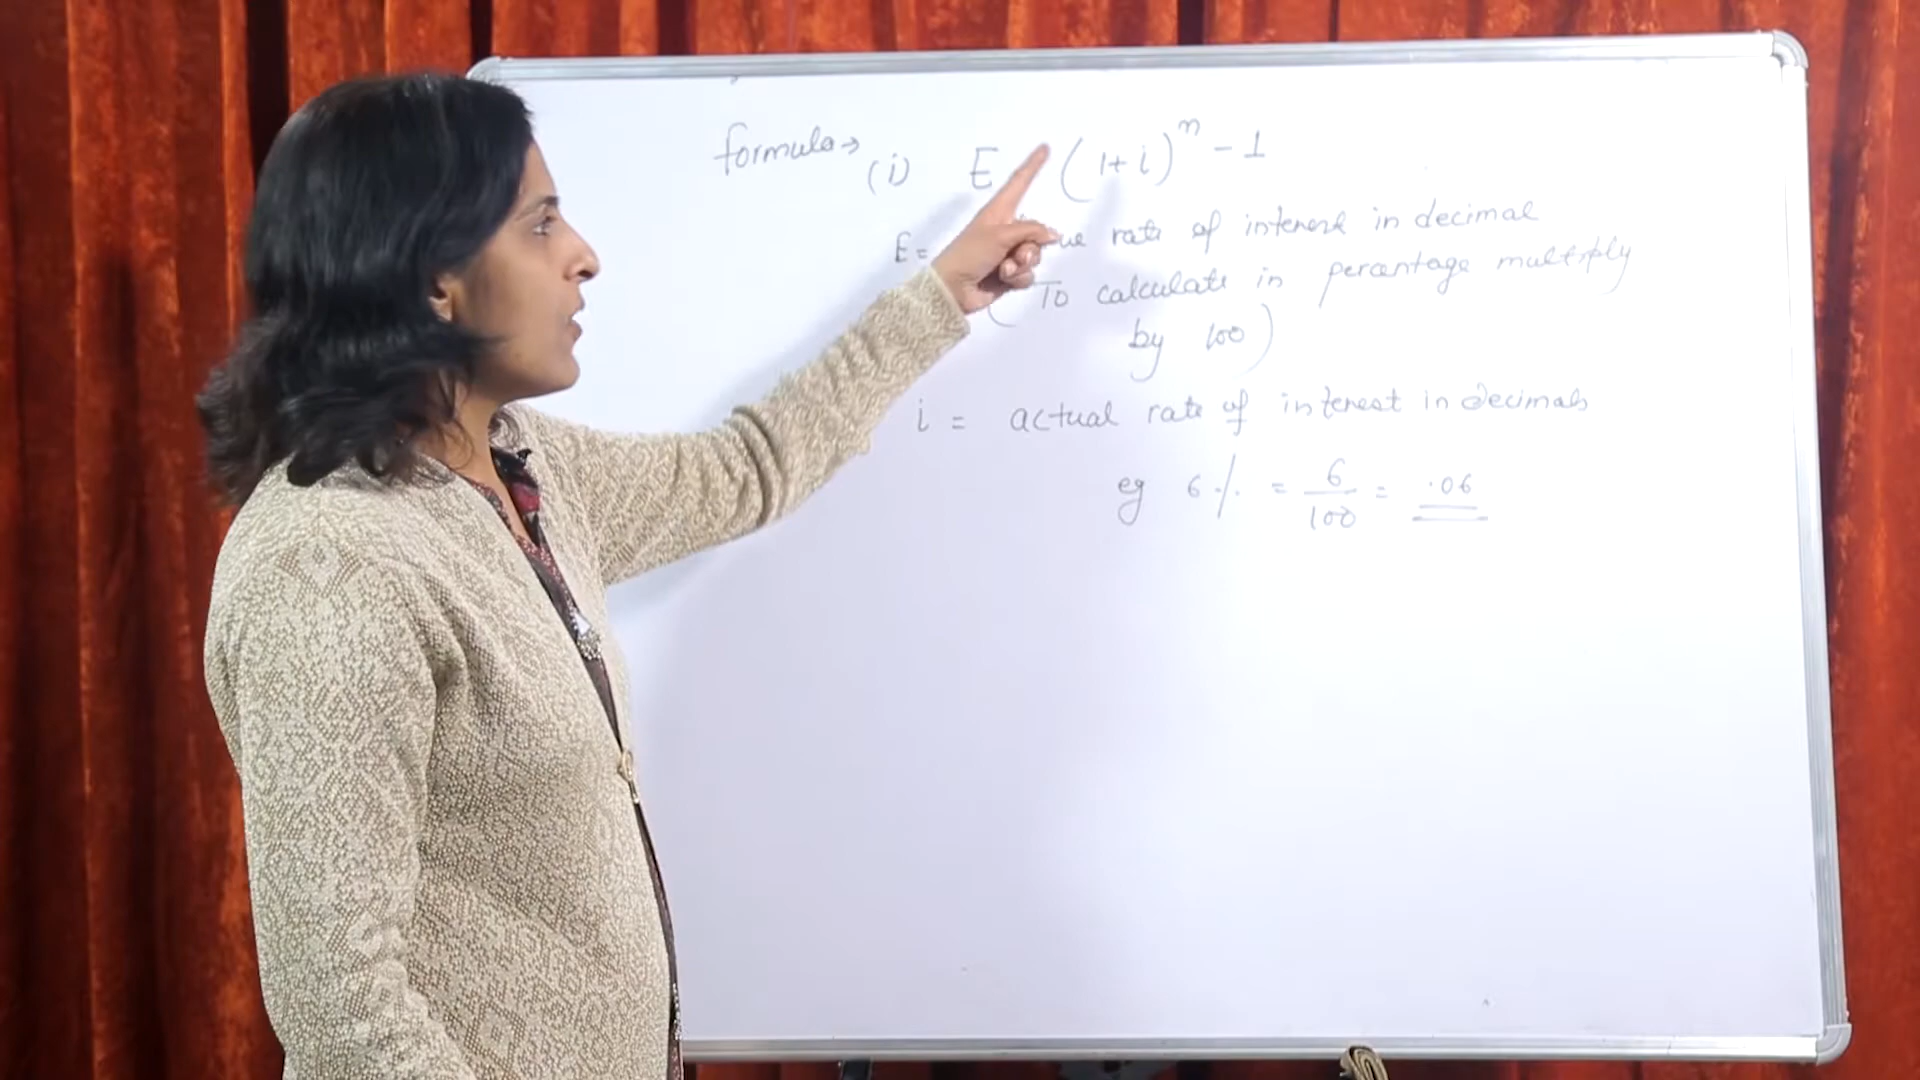 formula→ (i) E (1+i)^n - 1
E = rate of interest in decimal
( To calculate in percentage multiply
by 100 )
i = actual rate of interest in decimals
eg 6% = 6/100 = .06